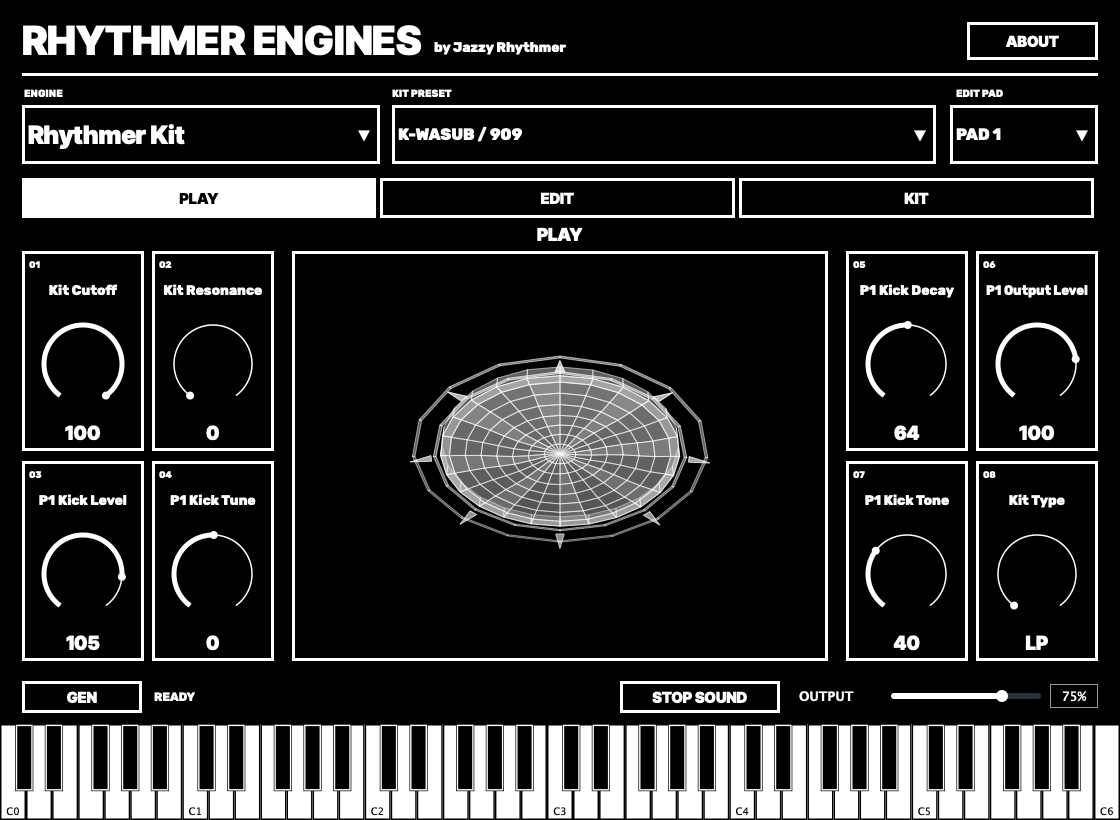 RHYTHMER ENGINES by Jazzy Rhythmer ABOUT
ENGINE KIT PRESET EDIT PAD
Rhythmer Kit K-WASUB / 909 PAD 1
PLAY EDIT KIT
PLAY
01 02 05 06
Kit Cutoff Kit Resonance P1 Kick Decay P1 Output Level
100 0 64 100
03 04 07 08
P1 Kick Level P1 Kick Tune P1 Kick Tone Kit Type
105 0 40 LP
GEN READY STOP SOUND OUTPUT 75%
C0 C1 C2 C3 C4 C5 C6